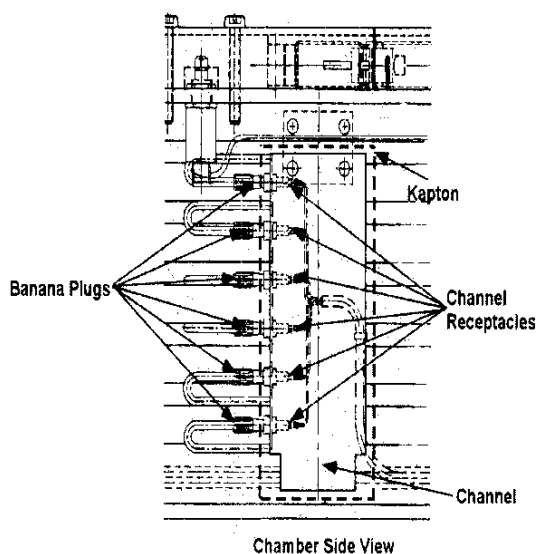 Kapton
Banana Plugs
Channel
Receptacles
Channel
Chamber Side View